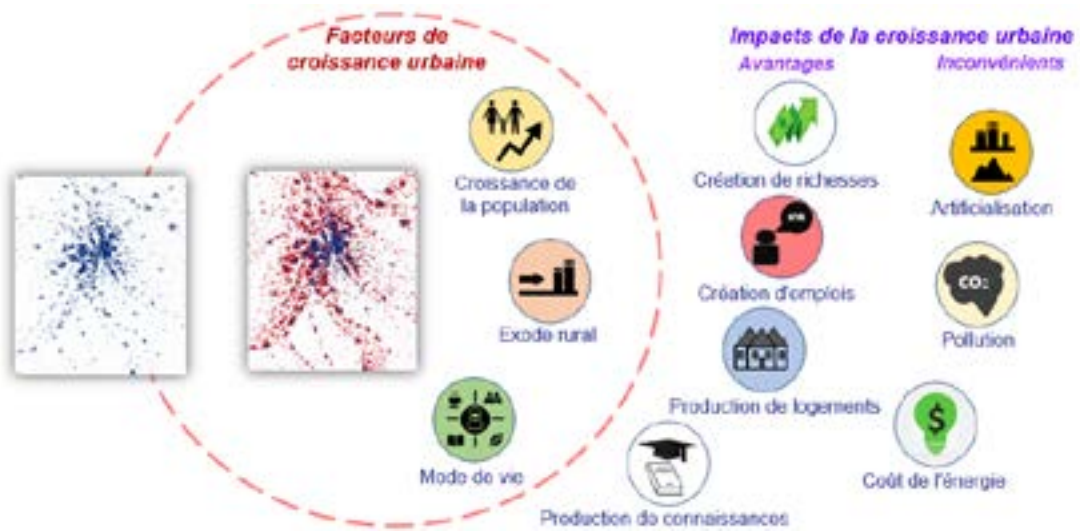 Facteurs de
croissance urbaine
Croissance de
la population
Exode rural
Mode de vie
Impacts de la croissance urbaine
Avantages
Inconvénients
Création de richesses
Création d'emplois
Production de logements
Production de connaissances
Artificialisation
CO2
Pollution
$
Coût de l'énergie